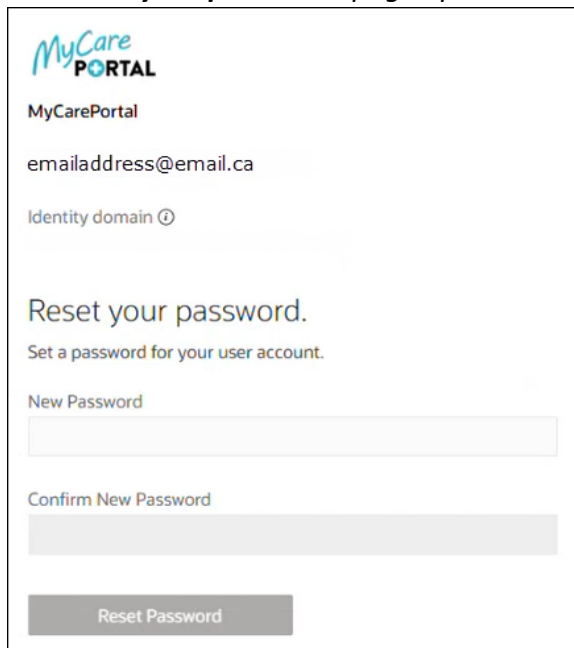 MyCare
PORTAL
MyCarePortal
emailaddress@email.ca
Identity domain
Reset your password.
Set a password for your user account.
New Password
Confirm New Password
Reset Password